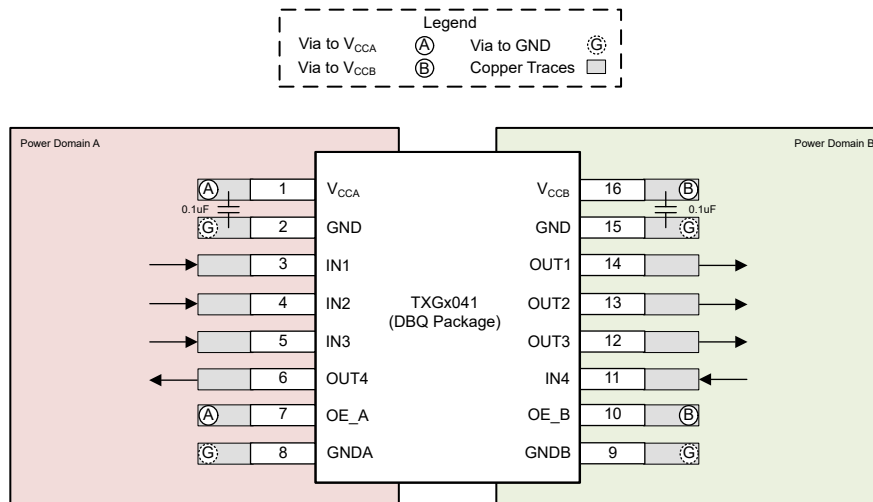 Legend
Via to VCCA A Via to GND G
Via to VCCB B Copper Traces
Power Domain A Power Domain B
A 1 VCCA VCCB 16 B
0.1uF 0.1uF
G 2 GND GND 15 G
3 IN1 OUT1 14
4 IN2 TXGx041 OUT2 13
(DBQ Package)
5 IN3 OUT3 12
6 OUT4 IN4 11
A 7 OE_A OE_B 10 B
G 8 GNDA GNDB 9 G